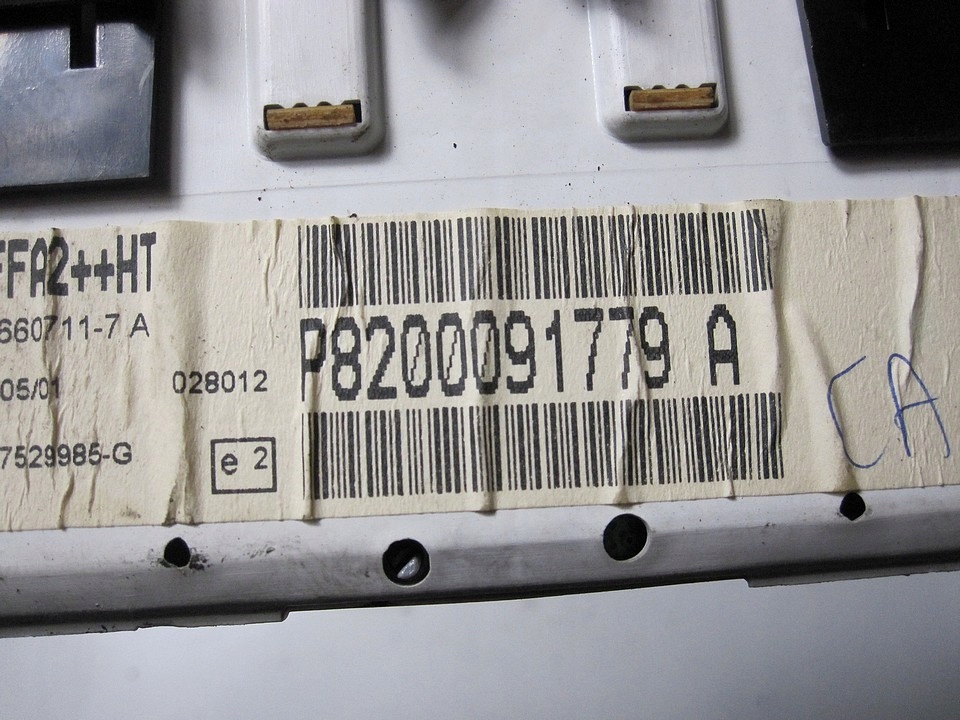 FFA2++HT
660711-7 A
05/01 028012
7529985-G
e 2
P8200091779 A
CA